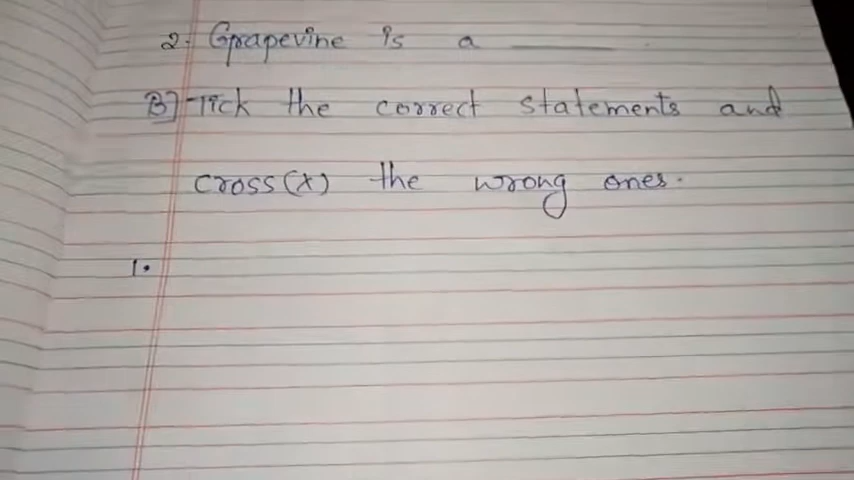 2. Grapevine is a ______.
B] Tick the correct statements and
cross(x) the wrong ones.
1.